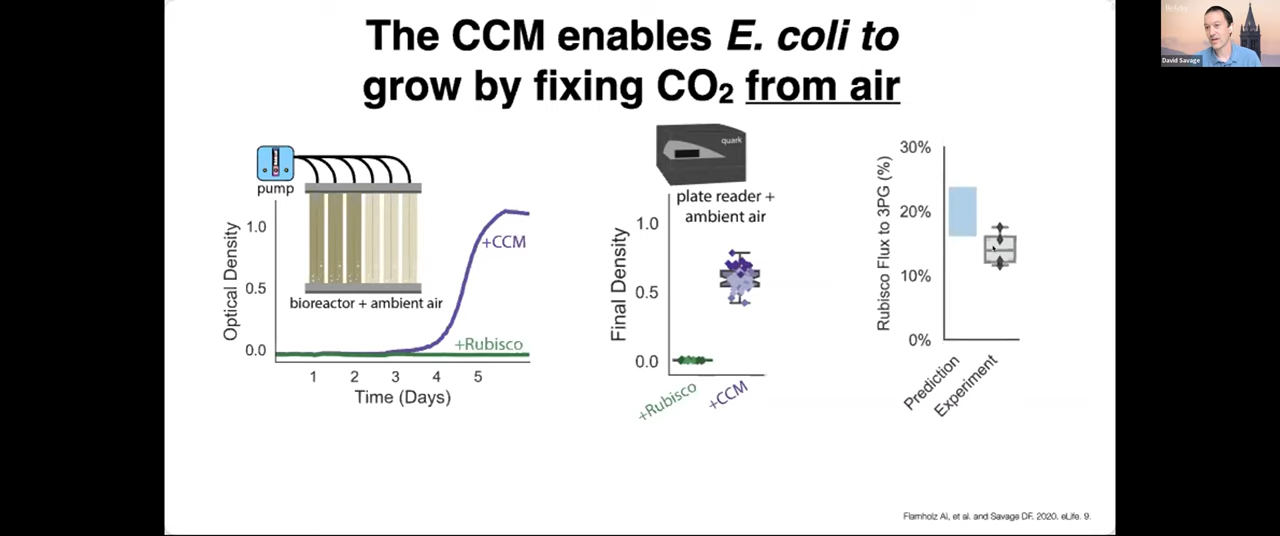 The CCM enables E. coli to
grow by fixing CO₂ from air
David Savage
pump
Optical Density
1.0
0.5
0.0
+CCM
+Rubisco
bioreactor + ambient air
1 2 3 4 5
Time (Days)
quark
plate reader +
ambient air
Final Density
1.0
0.5
0.0
+Rubisco
+CCM
Rubisco Flux to 3PG (%)
30%
20%
10%
0%
Prediction
Experiment
Flamholz AI, et al. and Savage DF. 2020. eLife. 9.